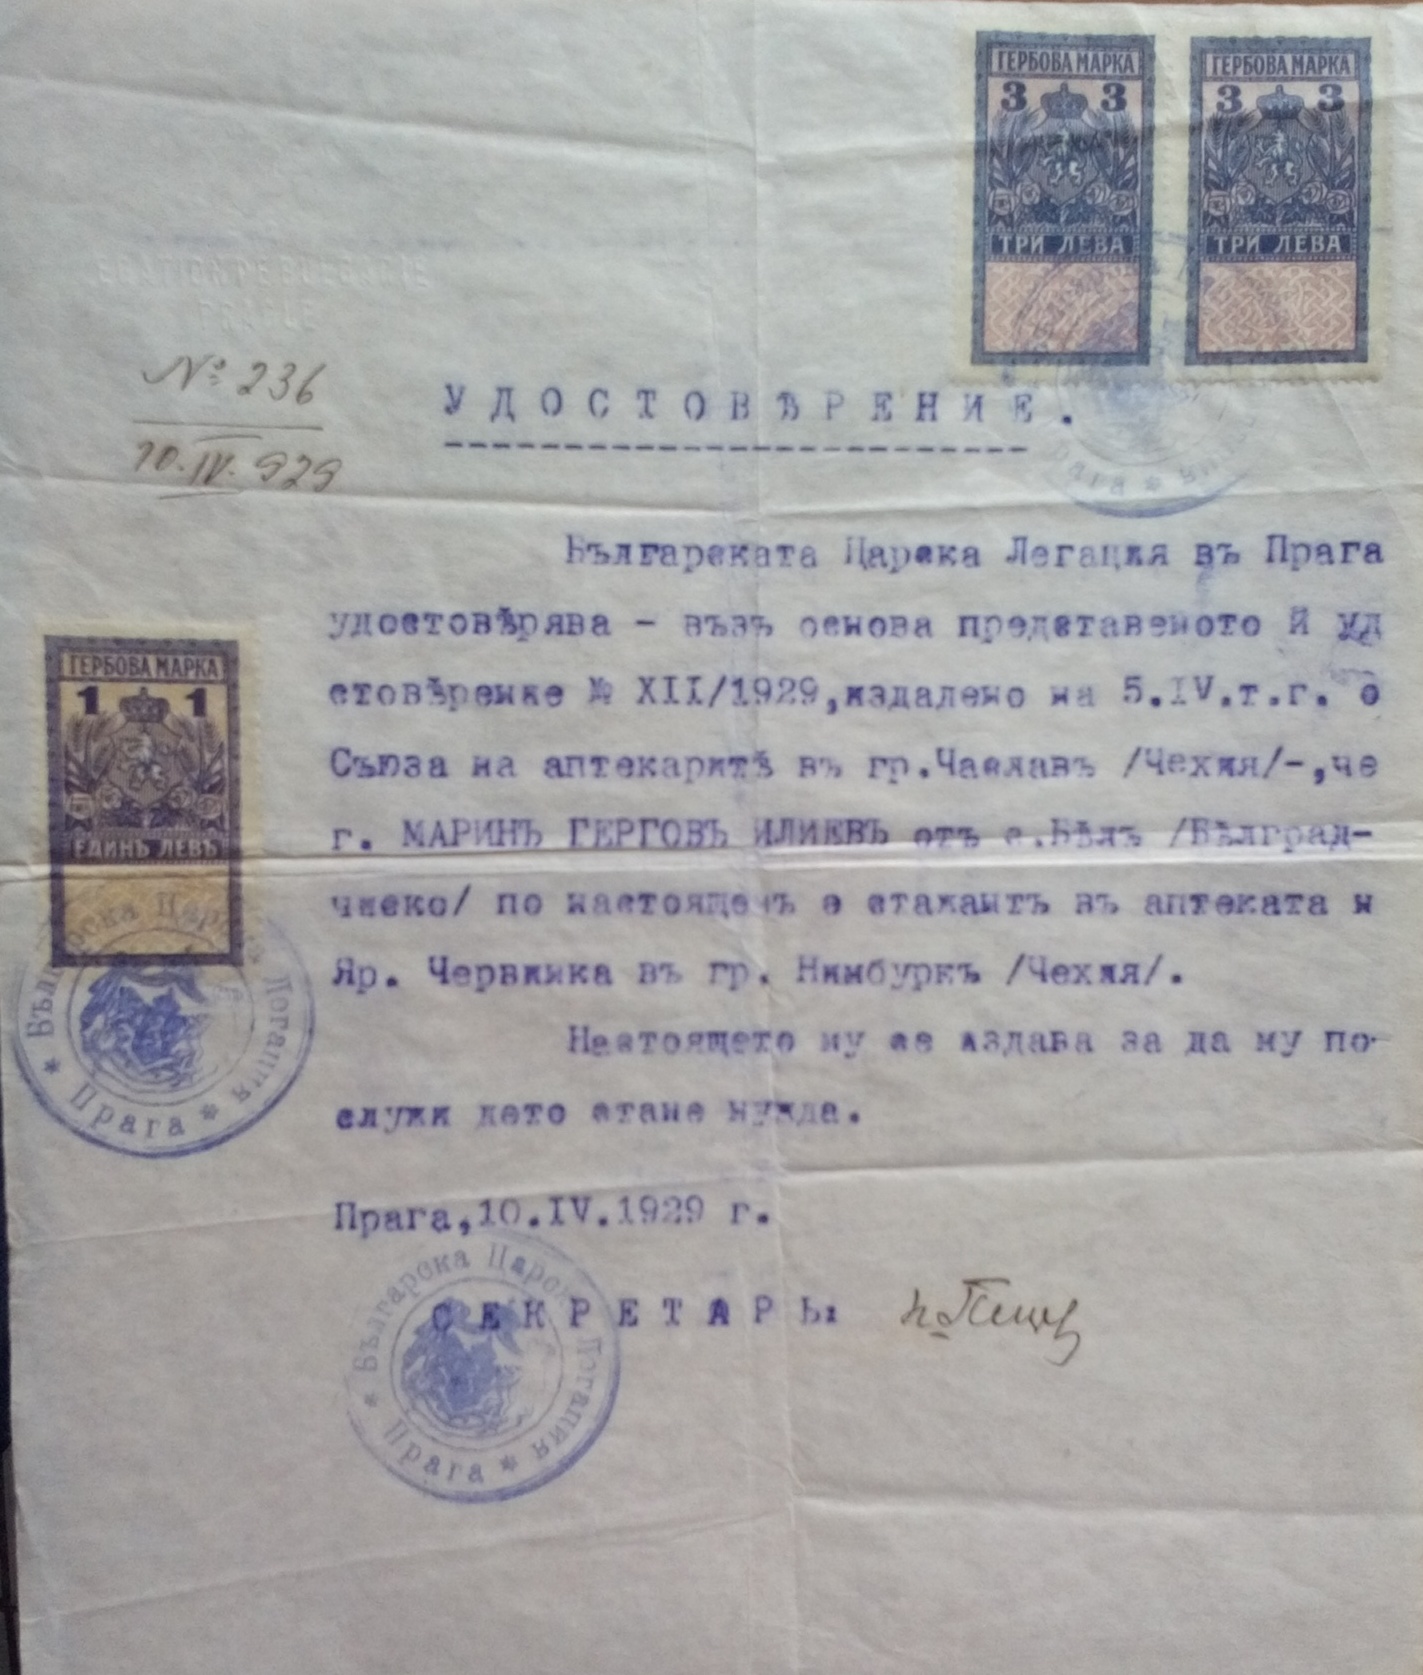 ГЕРБОВА МАРКА
3 3
ТРИ ЛЕВА
ГЕРБОВА МАРКА
3 3
ТРИ ЛЕВА
PRAGUE
№ 236
10.IV.929
УДОСТОВѢРЕНИЕ.
Прага
Българската Царска Легация въ Прага
удостовѣрява - възъ основа представеното Й уд
стовѣрение № XII/1929,издадено на 5.IV.т.г. о
Съюза на аптекаритѣ въ гр.Чаславъ /Чехия/-,че
г. МАРИНЪ ГЕРГОВЪ ИЛИЕВЪ отъ с.Бѣлъ /Бѣлград-
чиско/ по настоящемъ е стажантъ въ аптеката н
Яр. Червинка въ гр. Нимбуркъ /Чехия/.
Настоящето му се издава за да му по-
служи дето стане нужда.
ГЕРБОВА МАРКА
1 1
ЕДИНЪ ЛЕВЪ
Българска Царска Легация
Прага
Прага,10.IV.1929 г.
СЕКРЕТАРЬ:
Българска Царска Легация
Прага